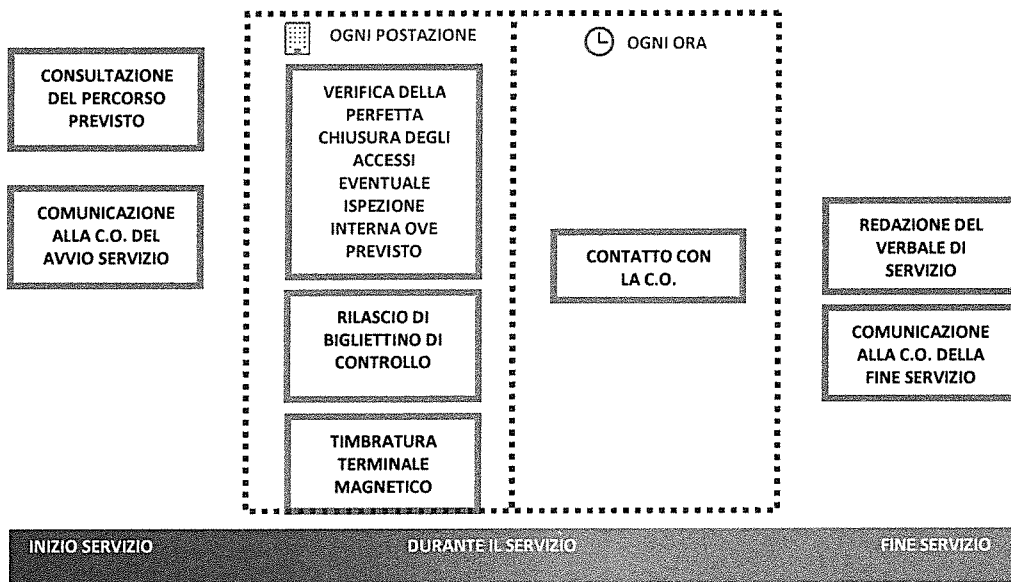 CONSULTAZIONE
DEL PERCORSO
PREVISTO
COMUNICAZIONE
ALLA C.O. DEL
AVVIO SERVIZIO
OGNI POSTAZIONE
VERIFICA DELLA
PERFETTA
CHIUSURA DEGLI
ACCESSI
EVENTUALE
ISPEZIONE
INTERNA OVE
PREVISTO
RILASCIO DI
BIGLIETTINO DI
CONTROLLO
TIMBRATURA
TERMINALE
MAGNETICO
OGNI ORA
CONTATTO CON
LA C.O.
REDAZIONE DEL
VERBALE DI
SERVIZIO
COMUNICAZIONE
ALLA C.O. DELLA
FINE SERVIZIO
INIZIO SERVIZIO
DURANTE IL SERVIZIO
FINE SERVIZIO